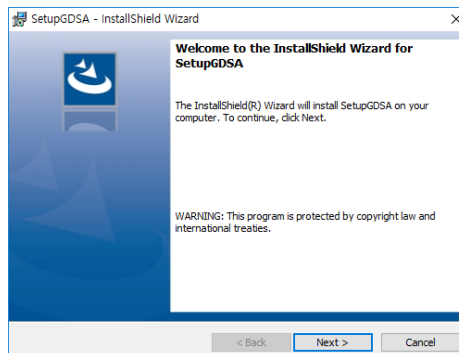 SetupGDSA - InstallShield Wizard
Welcome to the InstallShield Wizard for
SetupGDSA
The InstallShield(R) Wizard will install SetupGDSA on your
computer. To continue, click Next.
WARNING: This program is protected by copyright law and
international treaties.
< Back
Next >
Cancel